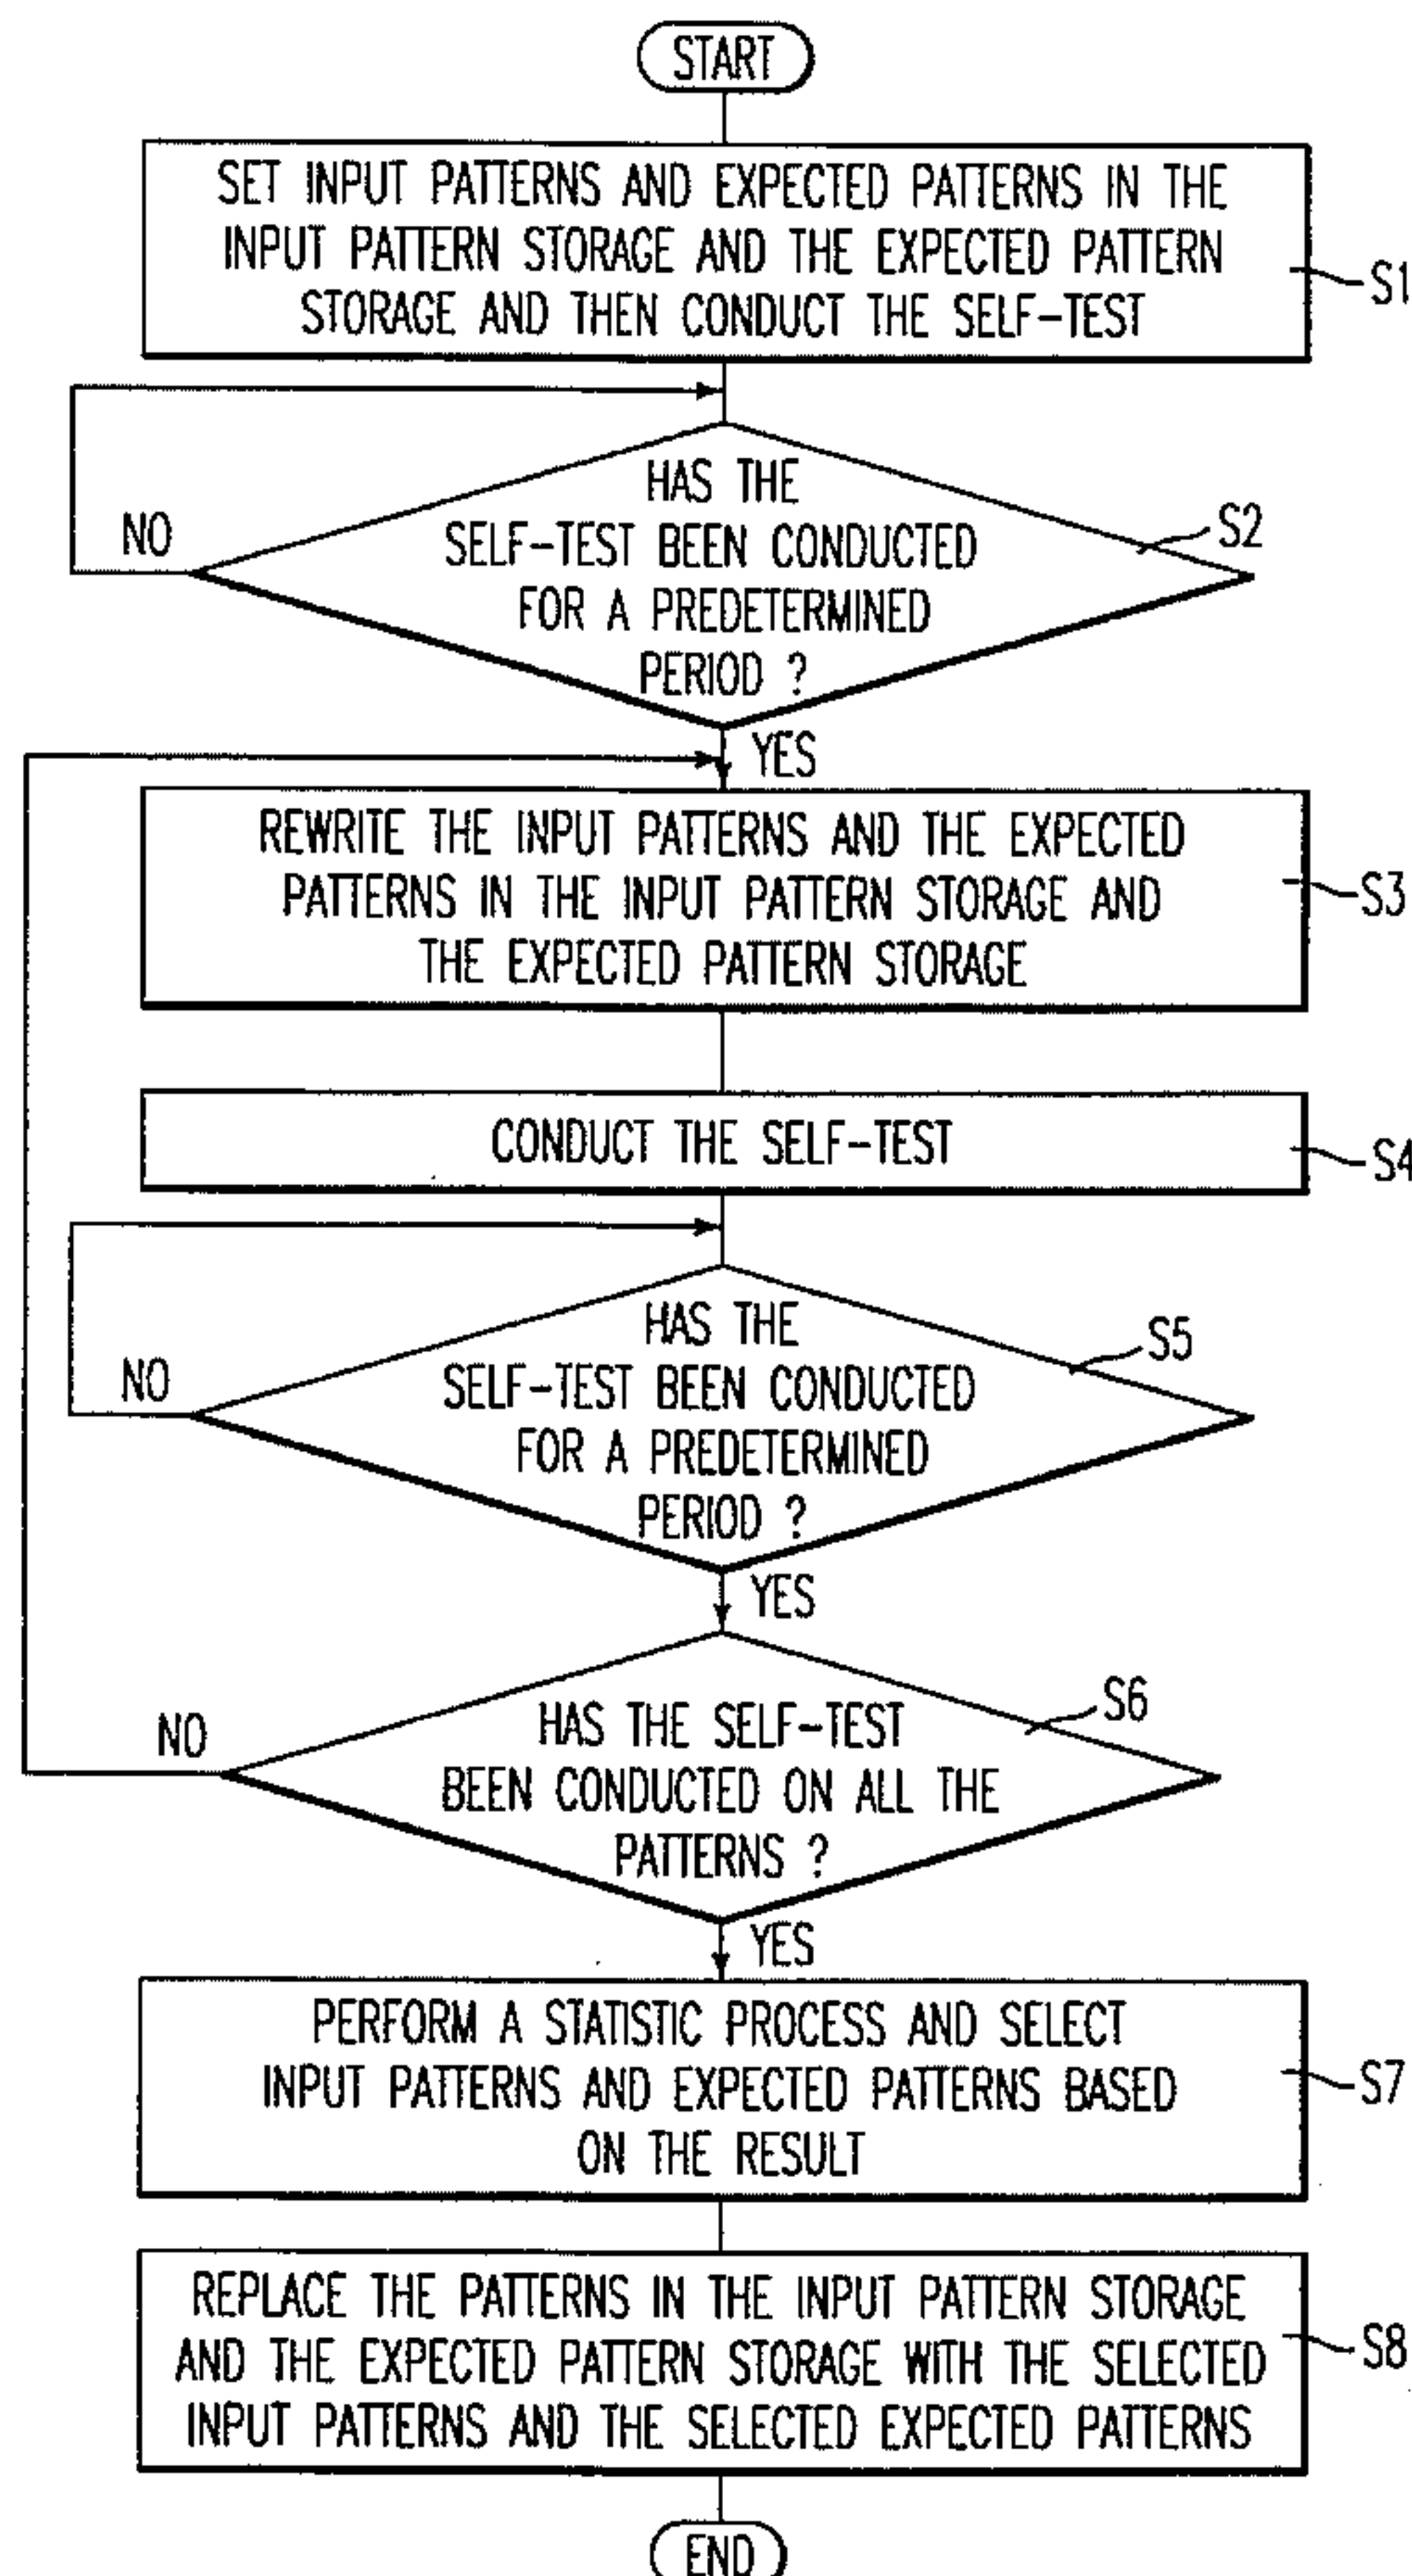 START
SET INPUT PATTERNS AND EXPECTED PATTERNS IN THE
INPUT PATTERN STORAGE AND THE EXPECTED PATTERN
STORAGE AND THEN CONDUCT THE SELF-TEST
S1
HAS THE
SELF-TEST BEEN CONDUCTED
FOR A PREDETERMINED
PERIOD ?
S2
NO
YES
REWRITE THE INPUT PATTERNS AND THE EXPECTED
PATTERNS IN THE INPUT PATTERN STORAGE AND
THE EXPECTED PATTERN STORAGE
S3
CONDUCT THE SELF-TEST
S4
HAS THE
SELF-TEST BEEN CONDUCTED
FOR A PREDETERMINED
PERIOD ?
S5
NO
YES
HAS THE SELF-TEST
BEEN CONDUCTED ON ALL THE
PATTERNS ?
S6
NO
YES
PERFORM A STATISTIC PROCESS AND SELECT
INPUT PATTERNS AND EXPECTED PATTERNS BASED
ON THE RESULT
S7
REPLACE THE PATTERNS IN THE INPUT PATTERN STORAGE
AND THE EXPECTED PATTERN STORAGE WITH THE SELECTED
INPUT PATTERNS AND THE SELECTED EXPECTED PATTERNS
S8
END